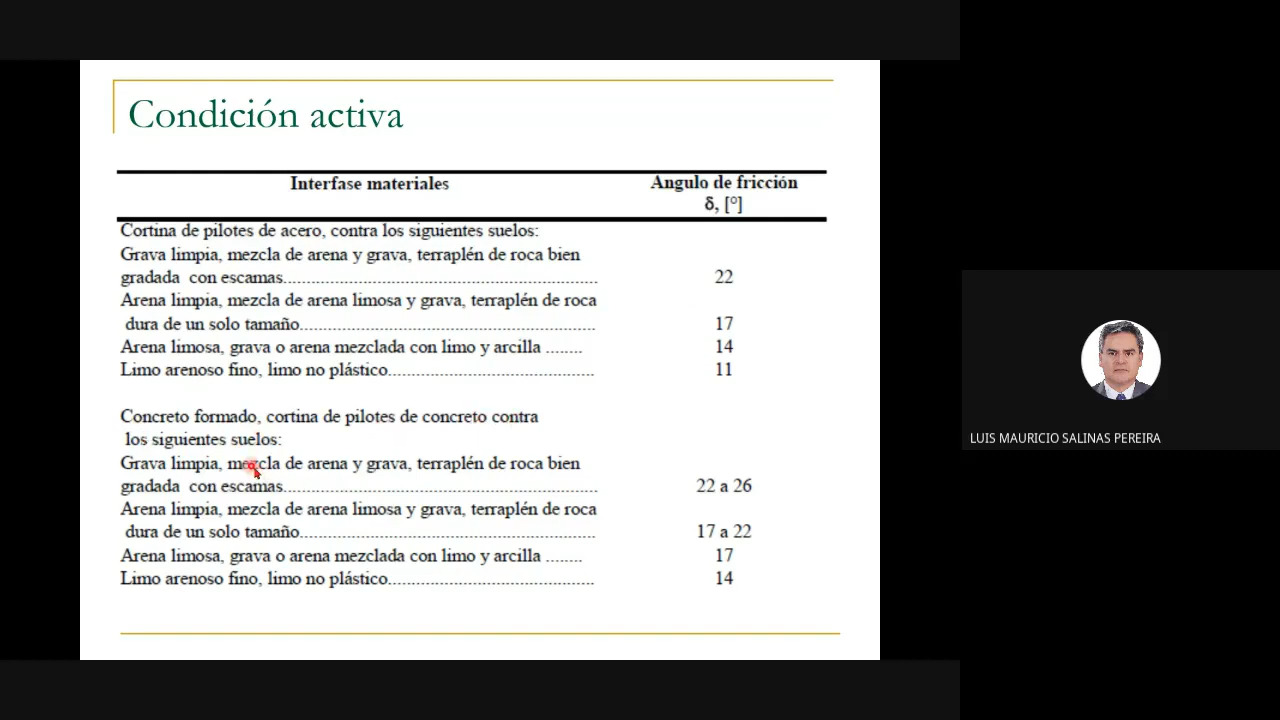 Condición activa
Interfase materiales
Angulo de fricción
δ, [°]
Cortina de pilotes de acero, contra los siguientes suelos:
Grava limpia, mezcla de arena y grava, terraplén de roca bien
gradada con escamas.................................................................... 22
Arena limpia, mezcla de arena limosa y grava, terraplén de roca
dura de un solo tamaño................................................................ 17
Arena limosa, grava o arena mezclada con limo y arcilla ........ 14
Limo arenoso fino, limo no plástico............................................. 11
Concreto formado, cortina de pilotes de concreto contra
los siguientes suelos:
Grava limpia, mezcla de arena y grava, terraplén de roca bien
gradada con escamas.................................................................... 22 a 26
Arena limpia, mezcla de arena limosa y grava, terraplén de roca
dura de un solo tamaño................................................................ 17 a 22
Arena limosa, grava o arena mezclada con limo y arcilla ........ 17
Limo arenoso fino, limo no plástico............................................. 14
LUIS MAURICIO SALINAS PEREIRA